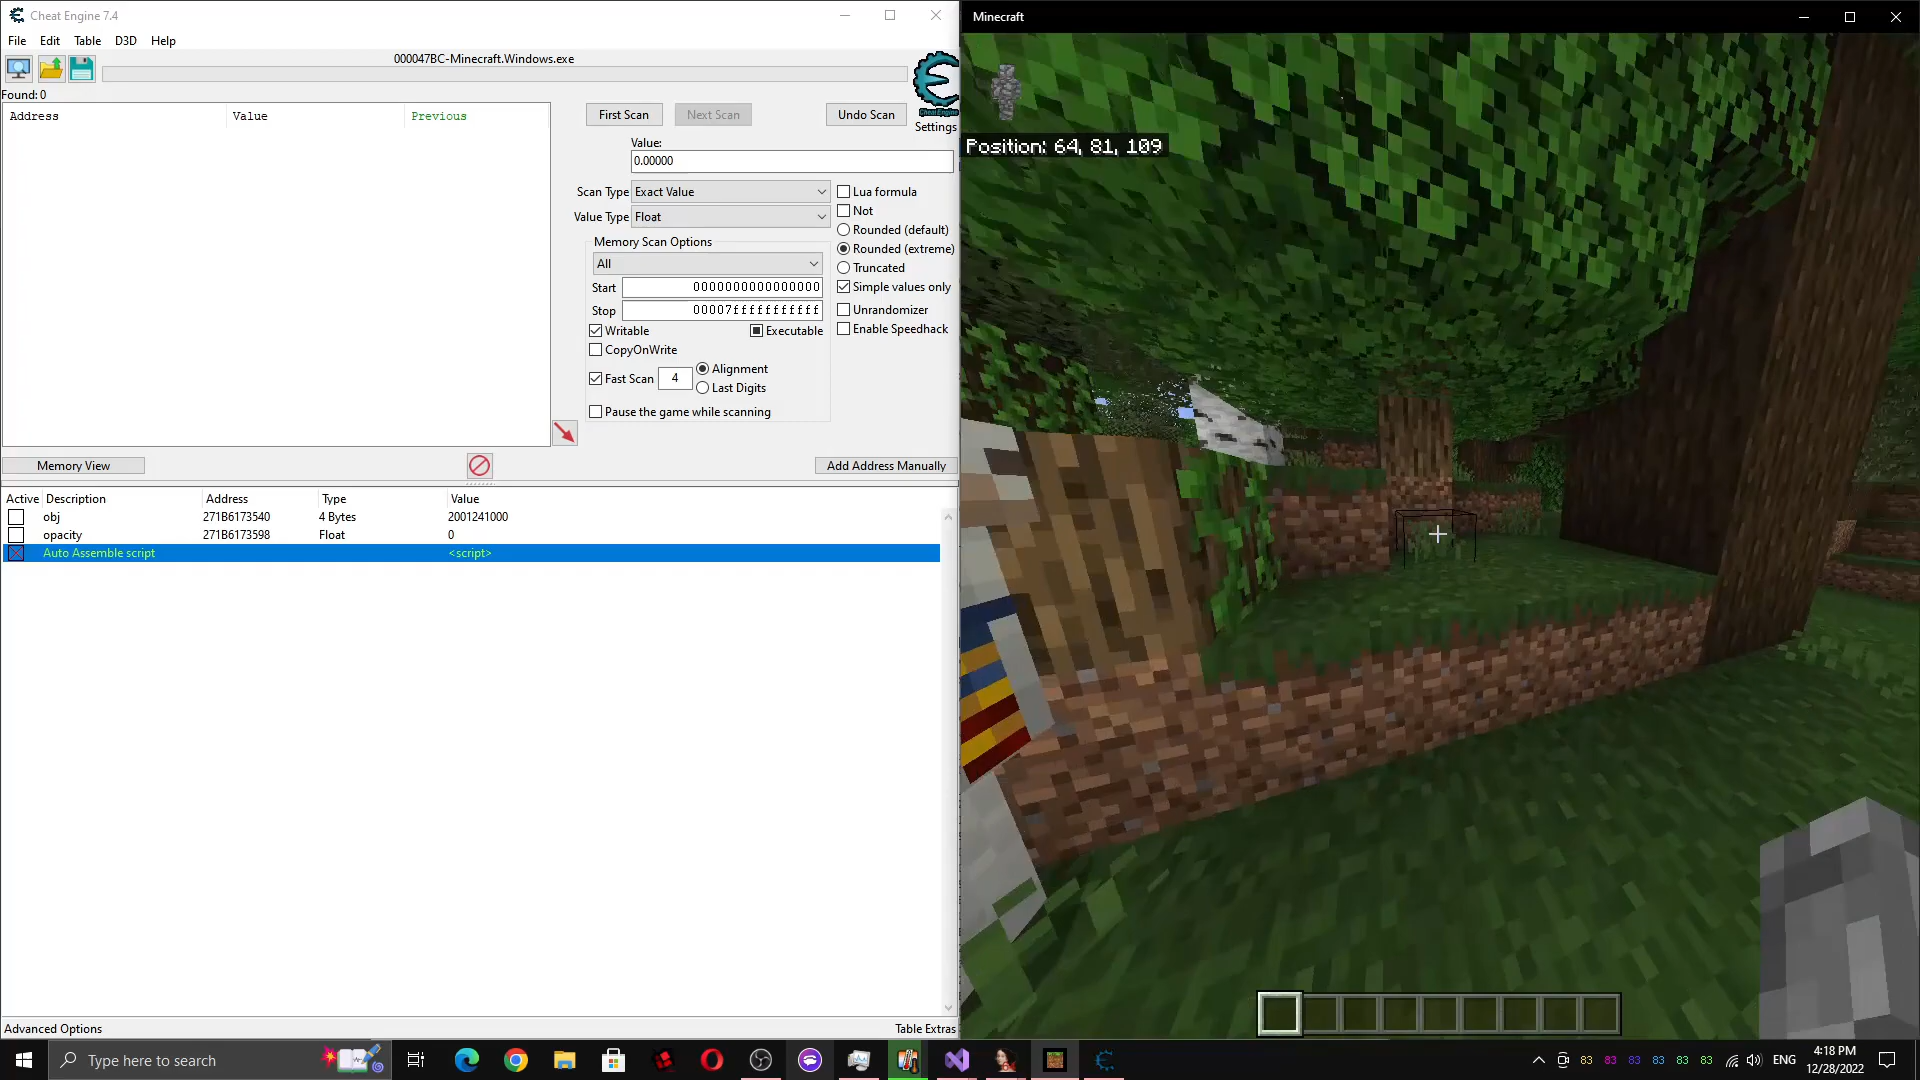 Cheat Engine 7.4
File Edit Table D3D Help
000047BC-Minecraft.Windows.exe
Found: 0
Address Value Previous
First Scan Next Scan Undo Scan
Settings
Value:
0.00000
Scan Type Exact Value
Value Type Float
Lua formula
Not
Rounded (default)
Rounded (extreme)
Truncated
Simple values only
Unrandomizer
Enable Speedhack
Memory Scan Options
All
Start 0000000000000000
Stop 00007fffffffffff
Writable Executable
CopyOnWrite
Fast Scan 4 Alignment
Last Digits
Pause the game while scanning
Memory View Add Address Manually
Active Description Address Type Value
obj 271B6173540 4 Bytes 2001241000
opacity 271B6173598 Float 0
Auto Assemble script <script>
Advanced Options Table Extras
Minecraft
Position: 64, 81, 109
Type here to search
83 83 83 83 83 83
ENG
4:18 PM
12/28/2022